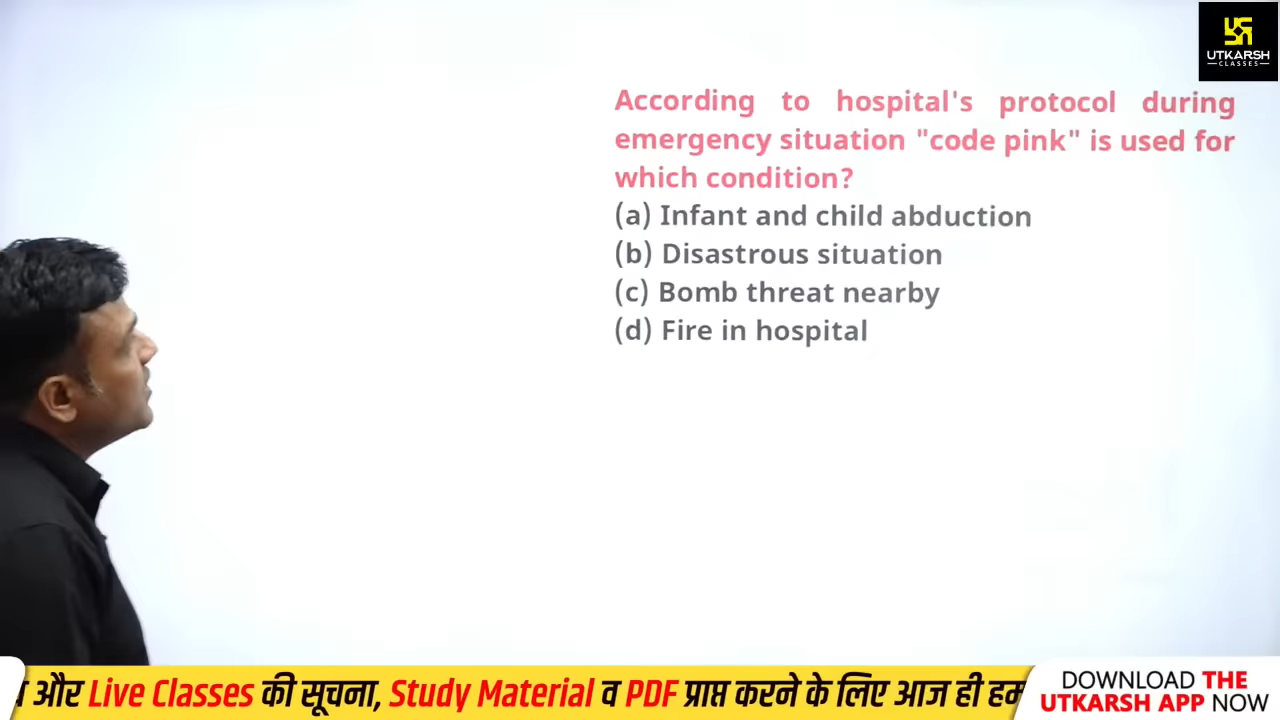 UTKARSH
CLASSES
According to hospital's protocol during
emergency situation "code pink" is used for
which condition?
(a) Infant and child abduction
(b) Disastrous situation
(c) Bomb threat nearby
(d) Fire in hospital
और Live Classes की सूचना, Study Material व PDF प्राप्त करने के लिए आज ही हम
DOWNLOAD THE
UTKARSH APP NOW